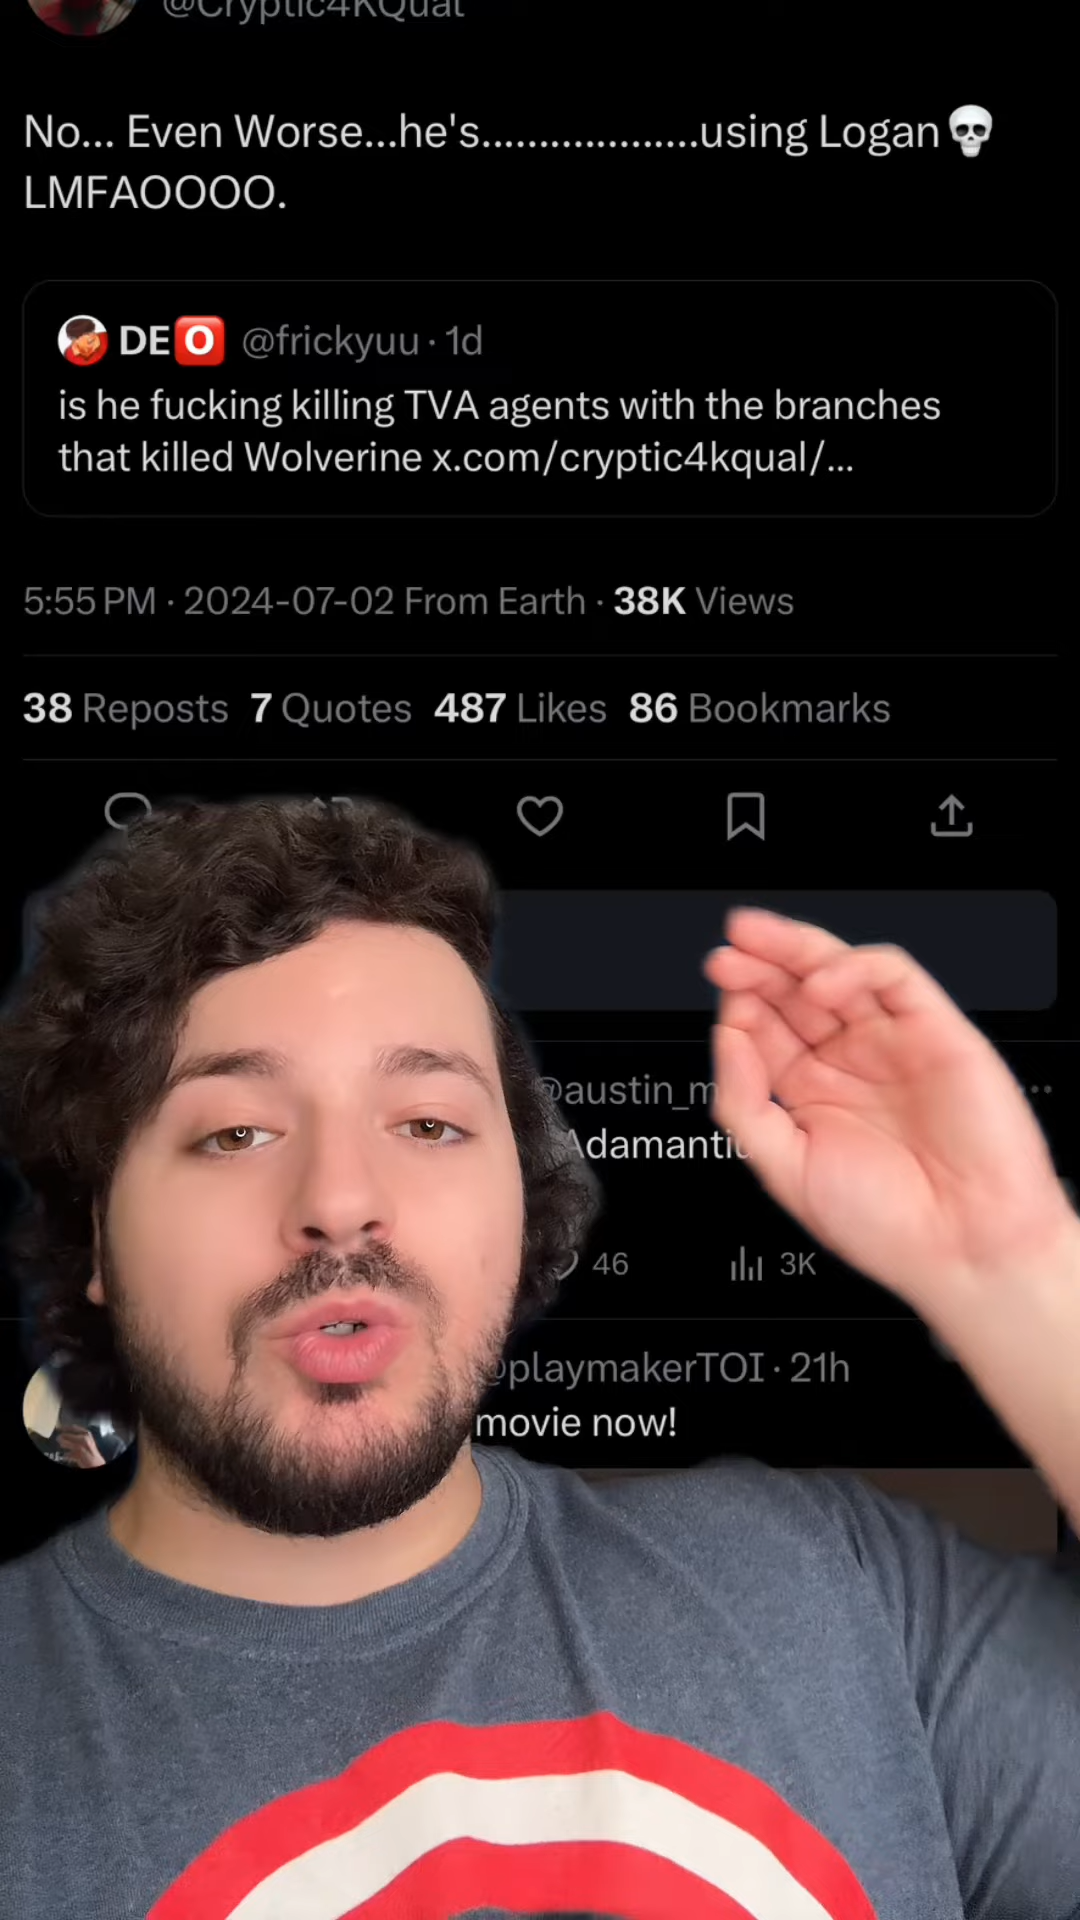 @Cryptic4KQual
No... Even Worse...he's...................using Logan💀
LMFAOOOO.
DE🅾️ @frickyuu · 1d
is he fucking killing TVA agents with the branches
that killed Wolverine x.com/cryptic4kqual/...
5:55 PM · 2024-07-02 From Earth · 38K Views
38 Reposts 7 Quotes 487 Likes 86 Bookmarks
@austin_m
46 3K
@playmakerTOI · 21h
movie now!